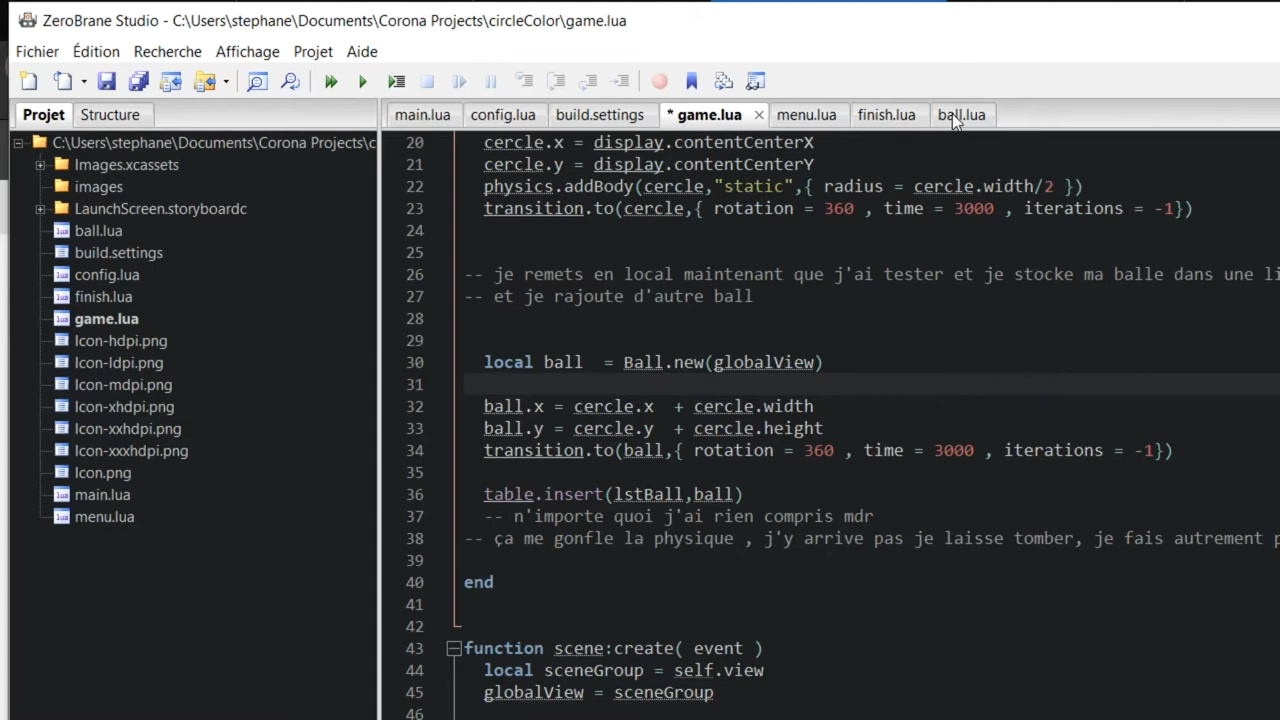 ZeroBrane Studio - C:\Users\stephane\Documents\Corona Projects\circleColor\game.lua
Fichier Édition Recherche Affichage Projet Aide
Projet Structure
main.lua config.lua build.settings * game.lua menu.lua finish.lua ball.lua
C:\Users\stephane\Documents\Corona Projects\c
Images.xcassets
images
LaunchScreen.storyboardc
ball.lua
build.settings
config.lua
finish.lua
game.lua
Icon-hdpi.png
Icon-ldpi.png
Icon-mdpi.png
Icon-xhdpi.png
Icon-xxhdpi.png
Icon-xxxhdpi.png
Icon.png
main.lua
menu.lua
20 cercle.x = display.contentCenterX
21 cercle.y = display.contentCenterY
22 physics.addBody(cercle,"static",{ radius = cercle.width/2 })
23 transition.to(cercle,{ rotation = 360 , time = 3000 , iterations = -1})
24
25
26 -- je remets en local maintenant que j'ai tester et je stocke ma balle dans une li
27 -- et je rajoute d'autre ball
28
29
30 local ball = Ball.new(globalView)
31
32 ball.x = cercle.x + cercle.width
33 ball.y = cercle.y + cercle.height
34 transition.to(ball,{ rotation = 360 , time = 3000 , iterations = -1})
35
36 table.insert(lstBall,ball)
37 -- n'importe quoi j'ai rien compris mdr
38 -- ça me gonfle la physique , j'y arrive pas je laisse tomber, je fais autrement p
39
40 end
41
42
43 function scene:create( event )
44 local sceneGroup = self.view
45 globalView = sceneGroup
46